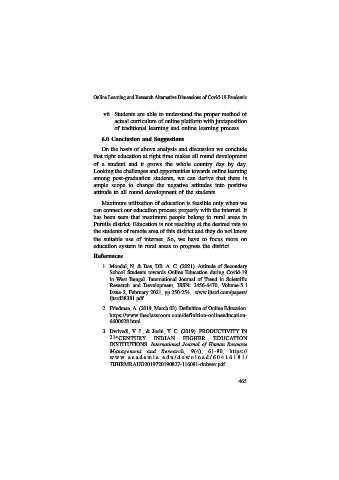 Online Learning and Research Alternative Dimensions of Covid-19 Pandemic
vii Students are able to understand the proper method of
actual curriculum of online platform with juxtaposition
of traditional learning and online learning process
6.0 Conclusion and Suggestions
On the basis of above analysis and discussion we conclude
that right education at right time makes all round development
of a student and it grows the whole country day by day.
Looking the challenges and opportunities towards online learning
among post-graduation students, we can derive that there is
ample scope to change the negative attitudes into positive
attitude in all round development of the students
Maximum utilization of education is feasible only when we
can connect our education process properly with the internet. It
has been seen that maximum people belong to rural areas in
Purulia district. Education is not reaching at the desired rate to
the students of remote area of this district and they do not know
the suitable use of internet. So, we have to focus more on
education system in rural areas to progress the district
References
1 Mondal, N. & Das, DR. A. C. (2021). Attitude of Secondary
School Students towards Online Education during Covid-19
in West Bengal. International Journal of Trend in Scientific
Research and Development, ISSN: 2456-6470, Volume-5 I
Issue-2, February 2021, pp 250-254, www.ijtsrd.com/papers/
ijtsrd38381.pdf
2 Friedman, A. (2019, March 03). Definition of Online Education
https://www.theclassroom.com/definition-onlineeducation-
6600628.html
3 Dwivedi, V. J., & Joshi, Y. C. (2019). PRODUCTIVITY IN
21stCENTURY INDIAN HIGHER EDUCATION
INSTITUTIONS International Journal of Human Resource
Management and Research, 9(4), 61-80, https://
www.academia.edu/download/60416181/
7IJHRMRAUG2019720190827-116081-dnbrov.pdf
465